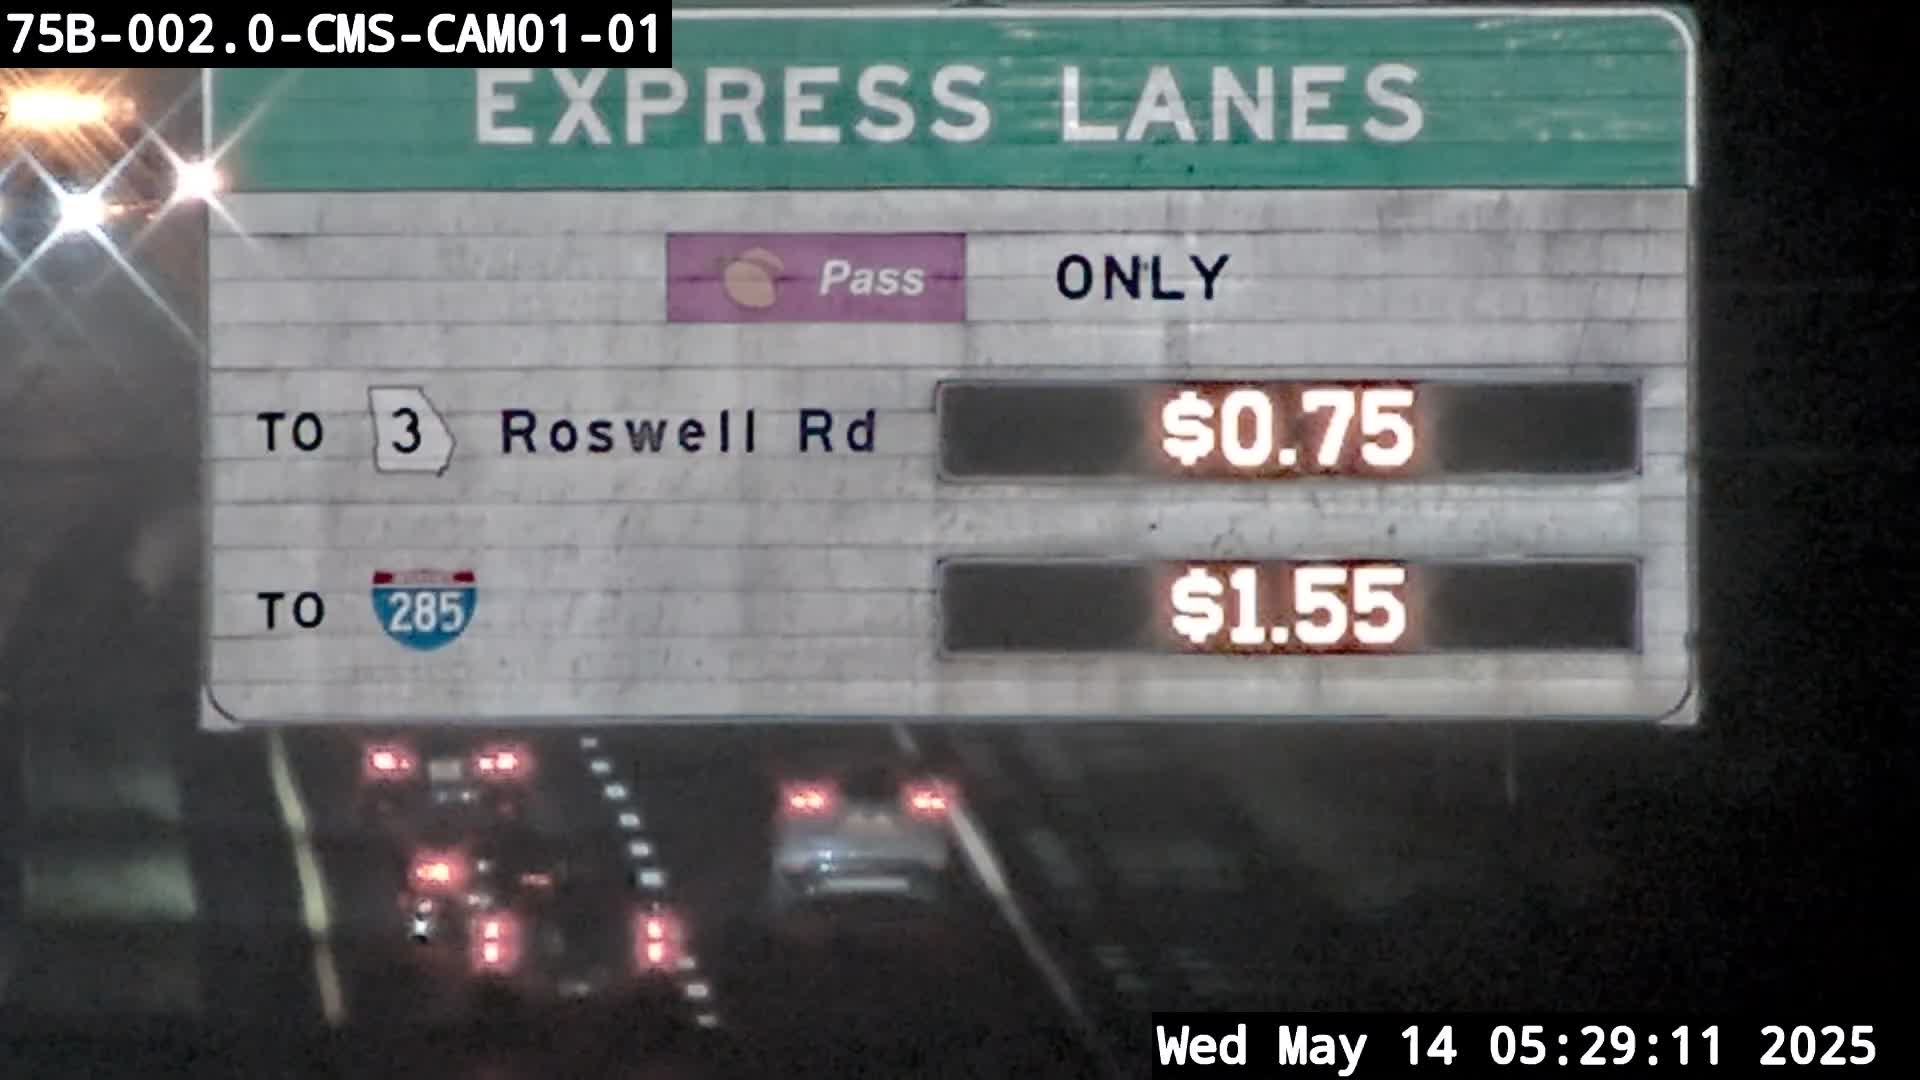 75B-002.0-CMS-CAM01-01
EXPRESS LANES
Pass ONLY
TO 3 Roswell Rd $0.75
TO 285 $1.55
Wed May 14 05:29:11 2025